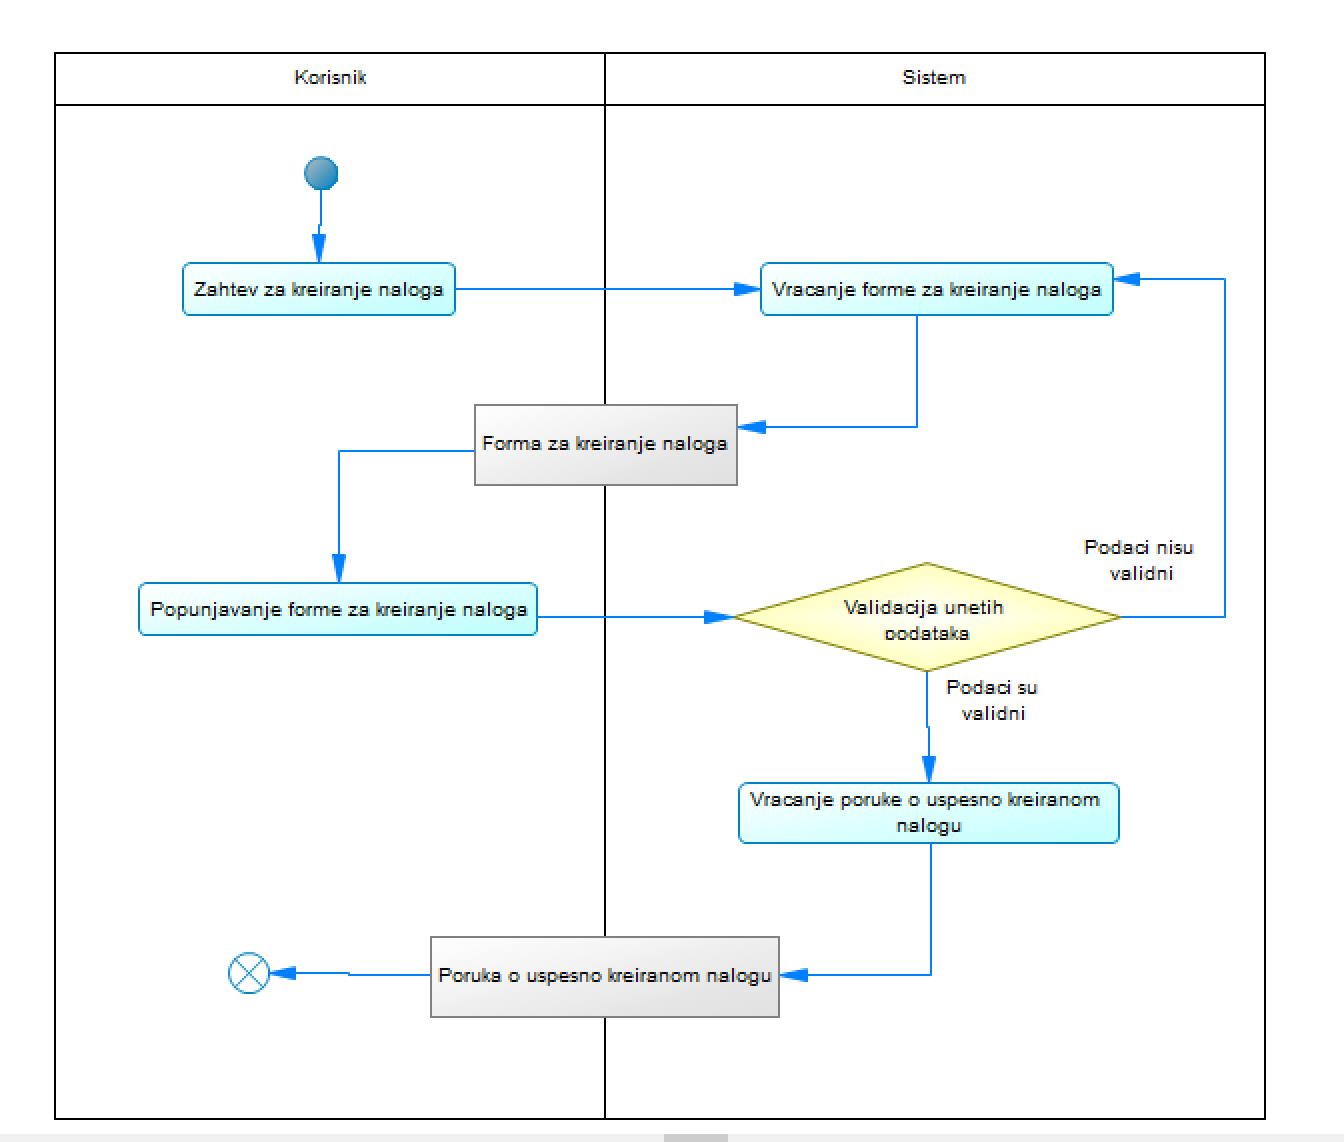 Korisnik
Sistem
Zahtev za kreiranje naloga
Vracanje forme za kreiranje naloga
Forma za kreiranje naloga
Podaci nisu
validni
Popunjavanje forme za kreiranje naloga
Validacija unetih
podataka
Podaci su
validni
Vracanje poruke o uspesno kreiranom
nalogu
Poruka o uspesno kreiranom nalogu